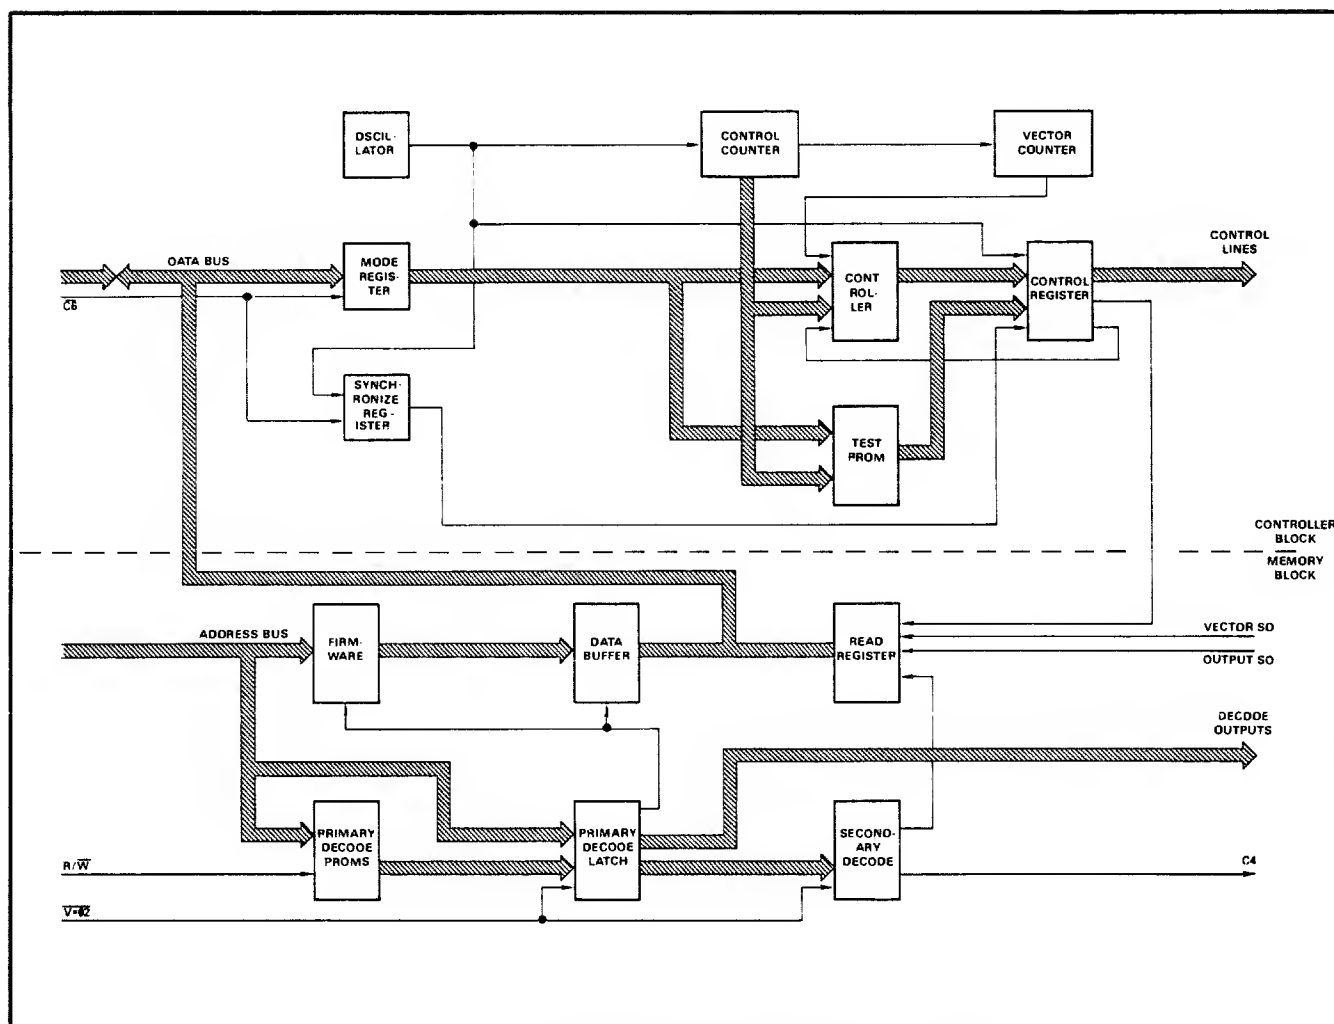 OSCIL-
LATOR
CONTROL
COUNTER
VECTOR
COUNTER
DATA BUS
MODE
REGIS-
TER
CONT
ROL-
LER
CONTROL
REGISTER
CONTROL
LINES
C6
SYNCH-
RONIZE
REG-
ISTER
TEST
PROM
CONTROLLER
BLOCK
MEMORY
BLOCK
ADDRESS BUS
FIRM-
WARE
DATA
BUFFER
READ
REGISTER
VECTOR SO
OUTPUT SO
DECODE
OUTPUTS
PRIMARY
DECODE
PROMS
PRIMARY
DECODE
LATCH
SECOND-
ARY
DECODE
R/W
C4